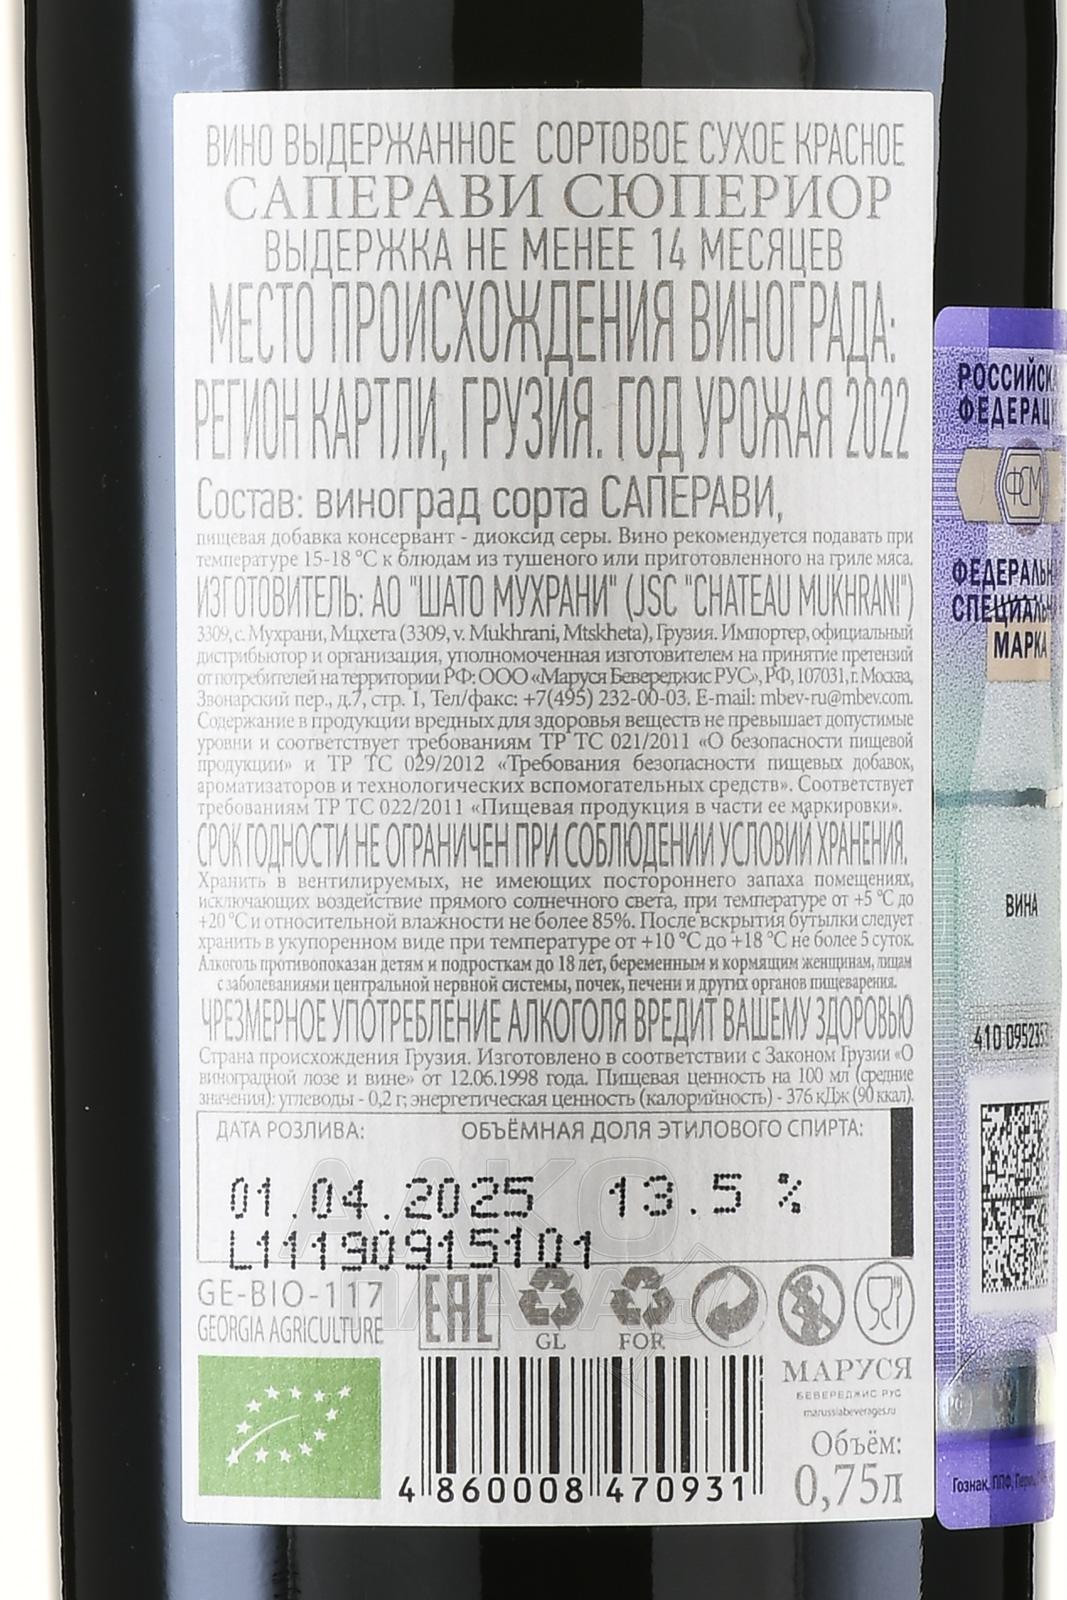 ВИНО ВЫДЕРЖАННОЕ СОРТОВОЕ СУХОЕ КРАСНОЕ
САПЕРАВИ СЮПЕРИОР
ВЫДЕРЖКА НЕ МЕНЕЕ 14 МЕСЯЦЕВ
МЕСТО ПРОИСХОЖДЕНИЯ ВИНОГРАДА:
РЕГИОН КАРТЛИ, ГРУЗИЯ. ГОД УРОЖАЯ 2022
Состав: виноград сорта САПЕРАВИ,
пищевая добавка консервант - диоксид серы. Вино рекомендуется подавать при
температуре 15-18 °С к блюдам из тушеного или приготовленного на гриле мяса.
ИЗГОТОВИТЕЛЬ: АО "ШАТО МУХРАНИ" (JSC "CHATEAU MUKHRANI")
3309, с. Мухрани, Мцхета (3309, v. Mukhrani, Mtskheta), Грузия. Импортер, официальный
дистрибьютор и организация, уполномоченная изготовителем на принятие претензий
от потребителей на территории РФ: ООО «Маруся Бевереджис РУС», РФ, 107031, г. Москва,
Звонарский пер., д.7, стр. 1, Тел/факс: +7(495) 232-00-03. E-mail: mbev-ru@mbev.com.
Содержание в продукции вредных для здоровья веществ не превышает допустимые
уровни и соответствует требованиям ТР ТС 021/2011 «О безопасности пищевой
продукции» и ТР ТС 029/2012 «Требования безопасности пищевых добавок,
ароматизаторов и технологических вспомогательных средств». Соответствует
требованиям ТР ТС 022/2011 «Пищевая продукция в части ее маркировки».
СРОК ГОДНОСТИ НЕ ОГРАНИЧЕН ПРИ СОБЛЮДЕНИИ УСЛОВИЙ ХРАНЕНИЯ.
Хранить в вентилируемых, не имеющих постороннего запаха помещениях,
исключающих воздействие прямого солнечного света, при температуре от +5 °С до
+20 °С и относительной влажности не более 85%. После вскрытия бутылки следует
хранить в укупоренном виде при температуре от +10 °С до +18 °С не более 5 суток.
Алкоголь противопоказан детям и подросткам до 18 лет, беременным и кормящим женщинам, лицам
с заболеваниями центральной нервной системы, почек, печени и других органов пищеварения.
ЧРЕЗМЕРНОЕ УПОТРЕБЛЕНИЕ АЛКОГОЛЯ ВРЕДИТ ВАШЕМУ ЗДОРОВЬЮ
Страна происхождения Грузия. Изготовлено в соответствии с Законом Грузии «О
виноградной лозе и вине» от 12.06.1998 года. Пищевая ценность на 100 мл (средние
значения): углеводы - 0,2 г; энергетическая ценность (калорийность) - 376 кДж (90 ккал).
ДАТА РОЗЛИВА: ОБЪЁМНАЯ ДОЛЯ ЭТИЛОВОГО СПИРТА:
01.04.2025 13.5 %
L11190915101
GE-BIO-117
GEORGIA AGRICULTURE
EAC
GL
FOR
МАРУСЯ
БЕВЕРЕДЖИС РУС
marussiabeverages.ru
Объём:
0,75л
4 860008 470931
АЛКО
ПЛАЗА.ru
РОССИЙСКА
ФЕДЕРАЦ
ФСМ
ФЕДЕРАЛЬН
СПЕЦИАЛЬН
МАРКА
ВИНА
410 095235
Гознак, ППФ, Пермь